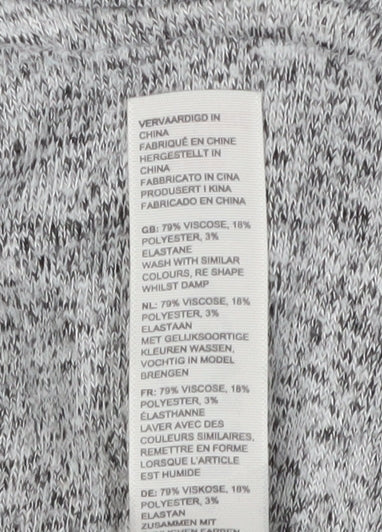 VERVAARDIGD IN
CHINA
FABRIQUÉ EN CHINE
HERGESTELLT IN
CHINA
FABBRICATO IN CINA
PRODUSERT I KINA
FABRICADO EN CHINA
GB: 79% VISCOSE, 18%
POLYESTER, 3%
ELASTANE
WASH WITH SIMILAR
COLOURS, RE SHAPE
WHILST DAMP
NL: 79% VISCOSE, 18%
POLYESTER, 3%
ELASTAAN
MET GELIJKSOORTIGE
KLEUREN WASSEN,
VOCHTIG IN MODEL
BRENGEN
FR: 79% VISCOSE, 18%
POLYESTER, 3%
ÉLASTHANNE
LAVER AVEC DES
COULEURS SIMILAIRES,
REMETTRE EN FORME
LORSQUE L'ARTICLE
EST HUMIDE
DE: 79% VISKOSE, 18%
POLYESTER, 3%
ELASTAN
ZUSAMMEN MIT